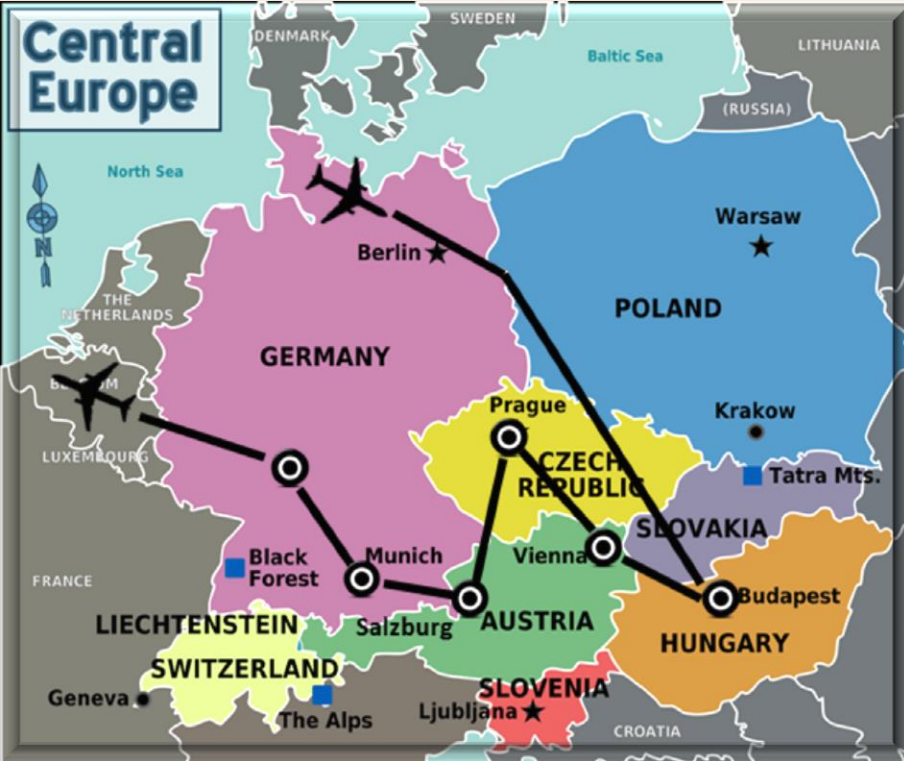 Central
Europe
DENMARK
SWEDEN
LITHUANIA
Baltic Sea
(RUSSIA)
North Sea
N
Warsaw
Berlin
THE
NETHERLANDS
POLAND
GERMANY
Prague
Krakow
LUXEMBOURG
CZECH
REPUBLIC
Tatra Mts.
SLOVAKIA
Munich
Vienna
Black
Forest
FRANCE
Budapest
LIECHTENSTEIN
Salzburg
AUSTRIA
HUNGARY
SWITZERLAND
SLOVENIA
Geneva
Ljubljana
The Alps
CROATIA